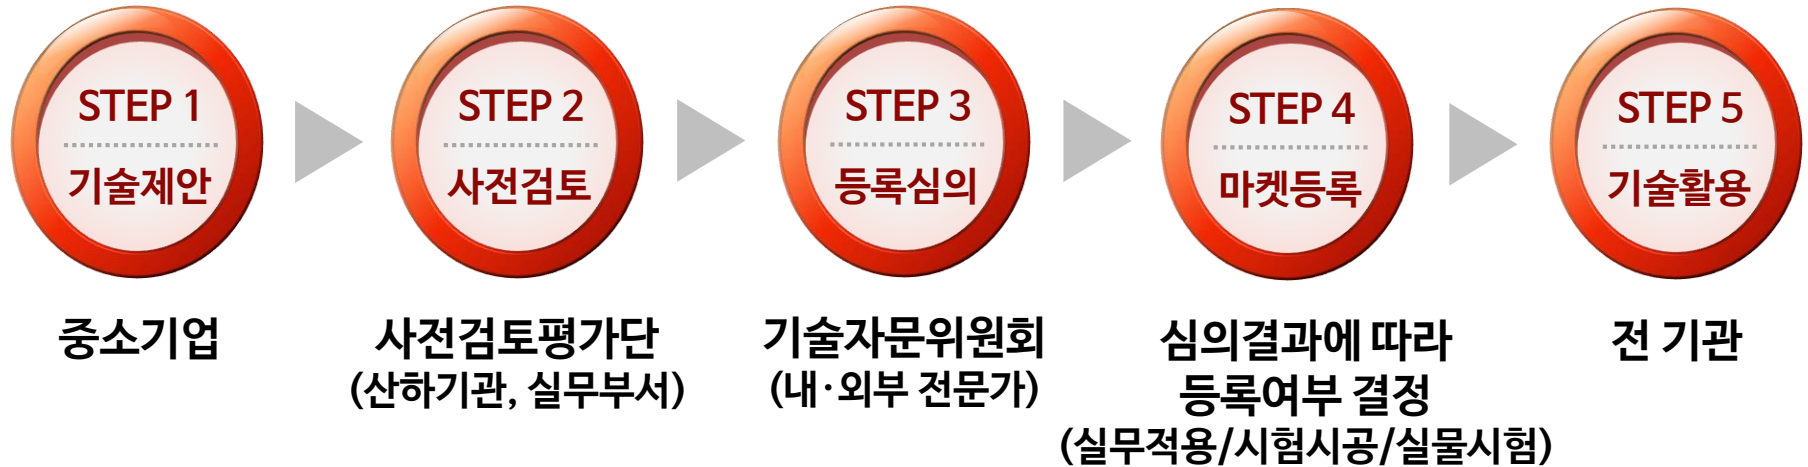 STEP 1
기술제안
중소기업
STEP 2
사전검토
사전검토평가단
(산하기관, 실무부서)
STEP 3
등록심의
기술자문위원회
(내·외부 전문가)
STEP 4
마켓등록
심의결과에 따라
등록여부 결정
(실무적용/시험시공/실물시험)
STEP 5
기술활용
전 기관